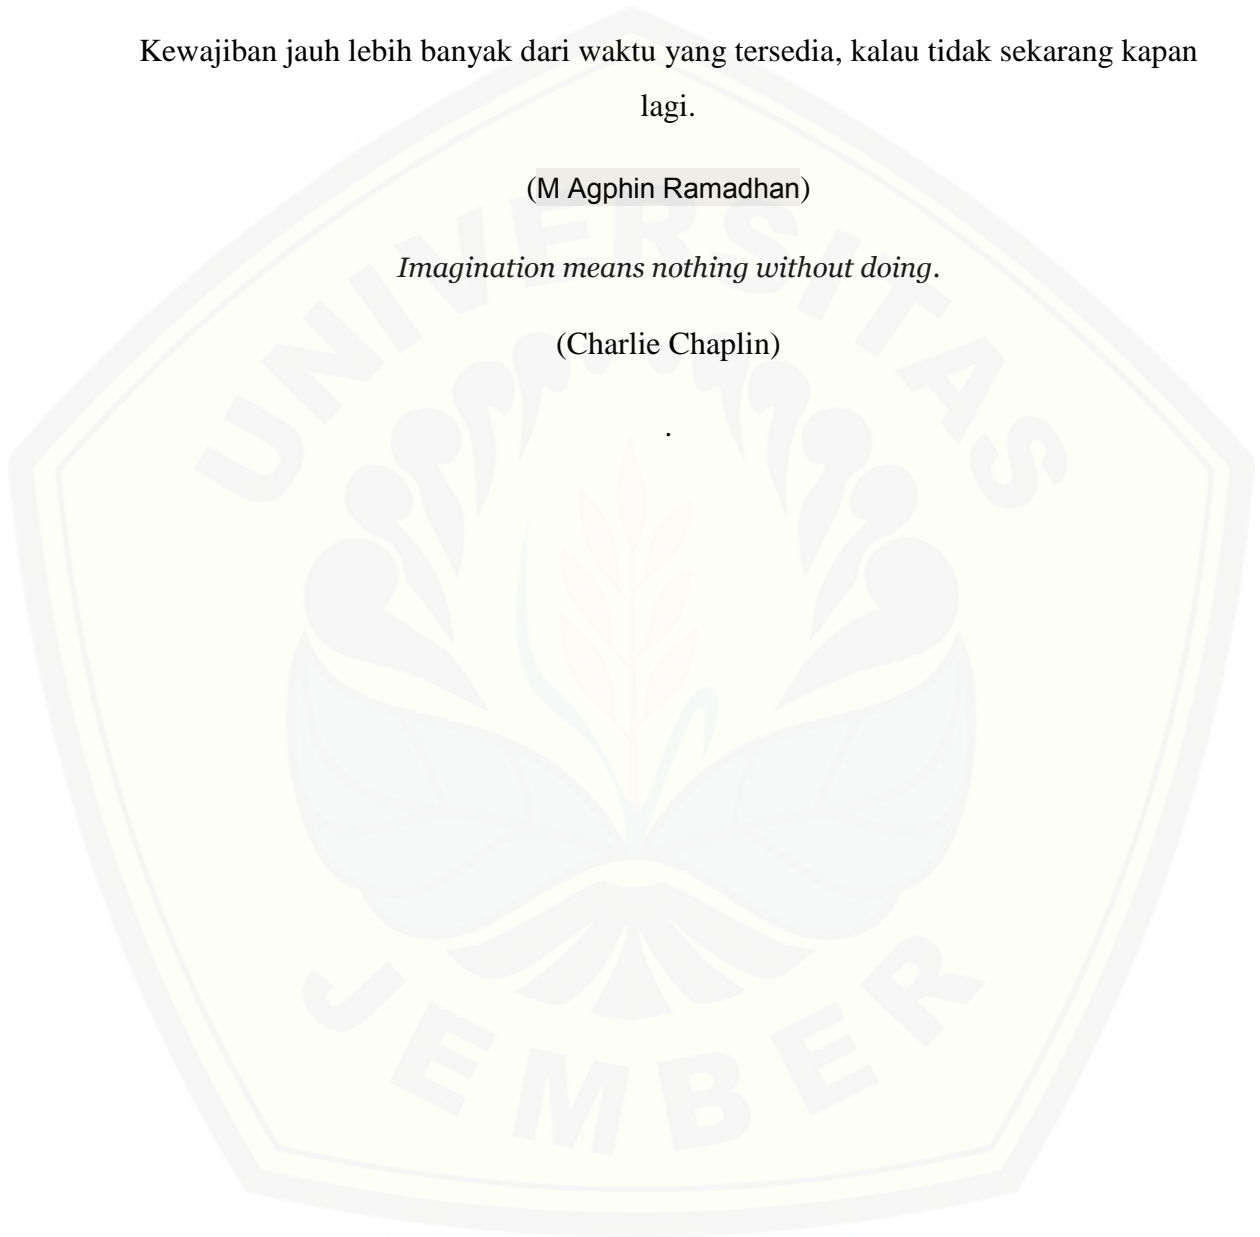 Kewajiban jauh lebih banyak dari waktu yang tersedia, kalau tidak sekarang kapan
lagi.
(M Agphin Ramadhan)
Imagination means nothing without doing.
(Charlie Chaplin)
.
UNIVERSITAS
JEMBER